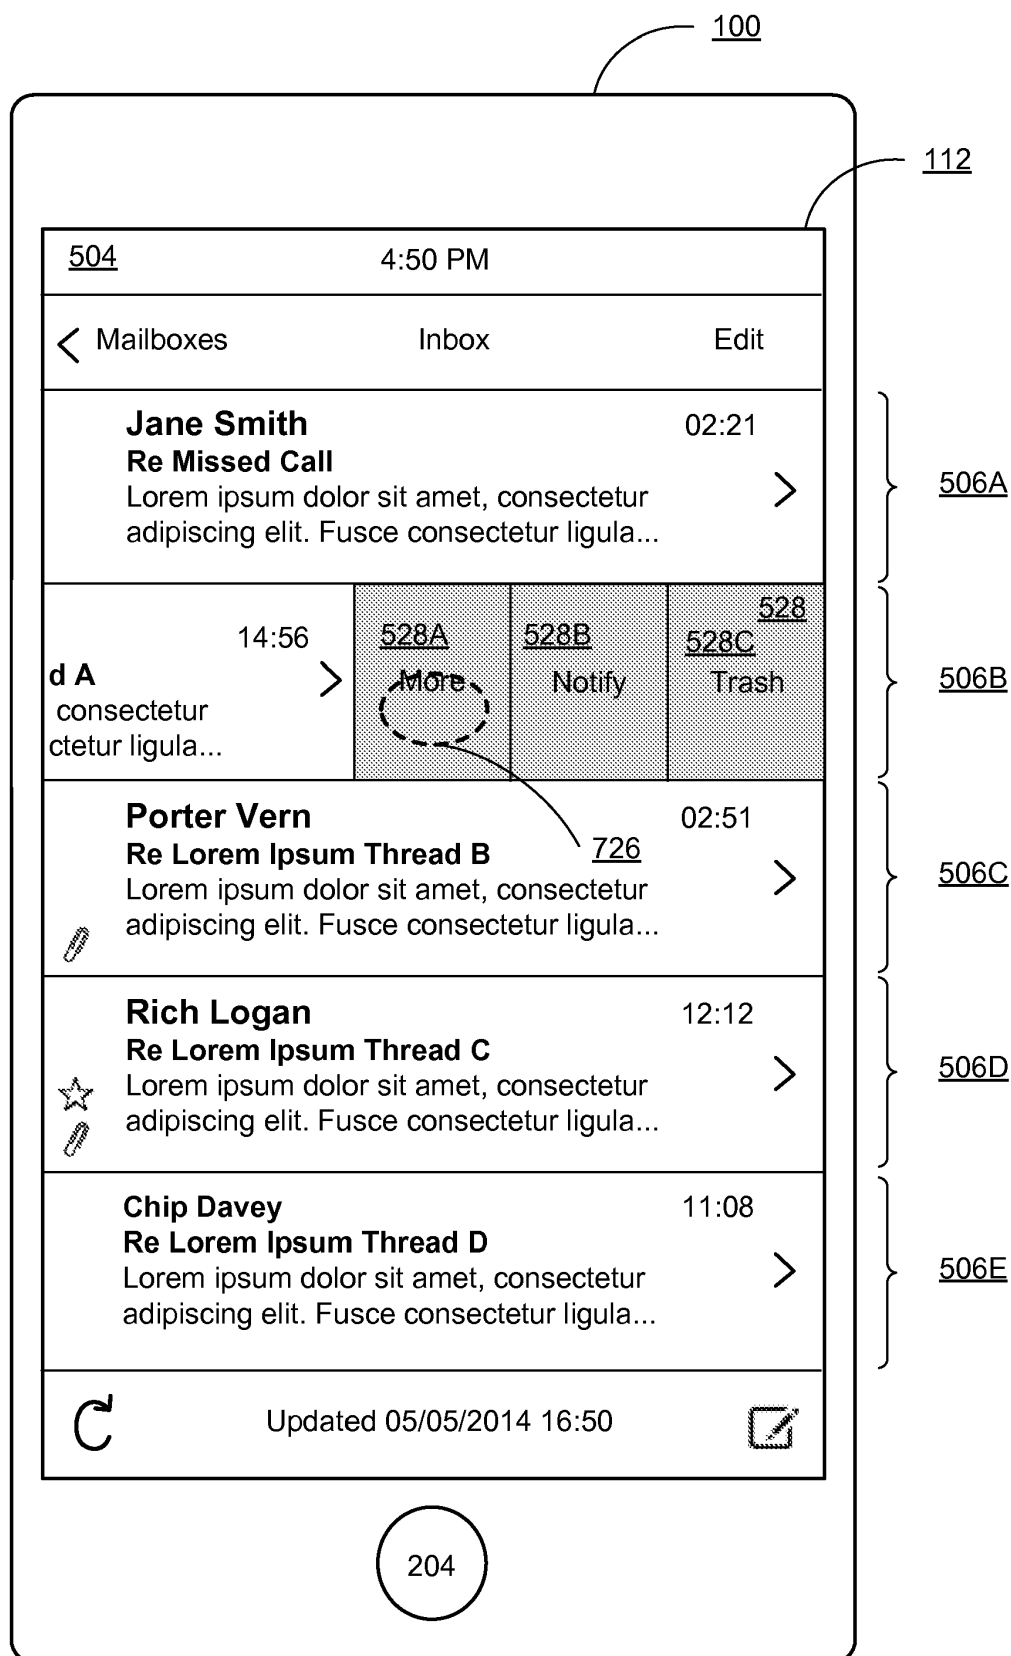 100
112
504 4:50 PM
Mailboxes Inbox Edit
Jane Smith 02:21
Re Missed Call
Lorem ipsum dolor sit amet, consectetur
adipiscing elit. Fusce consectetur ligula...
506A
528
14:56 528A 528B 528C
d A More Notify Trash
506B
consectetur
ctetur ligula...
Porter Vern 02:51
Re Lorem Ipsum Thread B 726
Lorem ipsum dolor sit amet, consectetur
adipiscing elit. Fusce consectetur ligula...
506C
Rich Logan 12:12
Re Lorem Ipsum Thread C
Lorem ipsum dolor sit amet, consectetur
adipiscing elit. Fusce consectetur ligula...
506D
Chip Davey 11:08
Re Lorem Ipsum Thread D
Lorem ipsum dolor sit amet, consectetur
adipiscing elit. Fusce consectetur ligula...
506E
Updated 05/05/2014 16:50
204